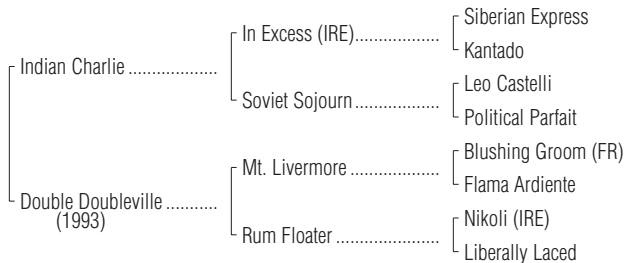 Siberian Express
In Excess (IRE)....................
Kantado
Indian Charlie ...................
Leo Castelli
Soviet Sojourn...................
Political Parfait
Blushing Groom (FR)
Mt. Livermore ....................
Flama Ardiente
Double Doubleville ...........
(1993)
Nikoli (IRE)
Rum Floater .......................
Liberally Laced